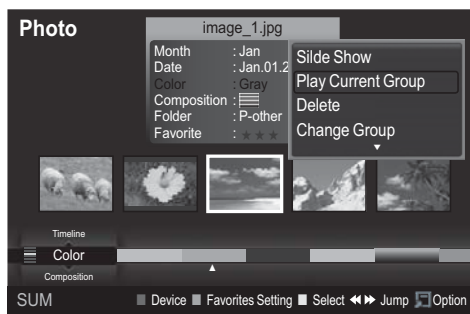 Photo
image_1.jpg
Month : Jan
Date : Jan.01.2
Color : Gray
Composition :
Folder : P-other
Favorite : ★ ★ ★
Silde Show
Play Current Group
Delete
Change Group
Timeline
Color
Composition
SUM
Device Favorites Setting Select Jump Option